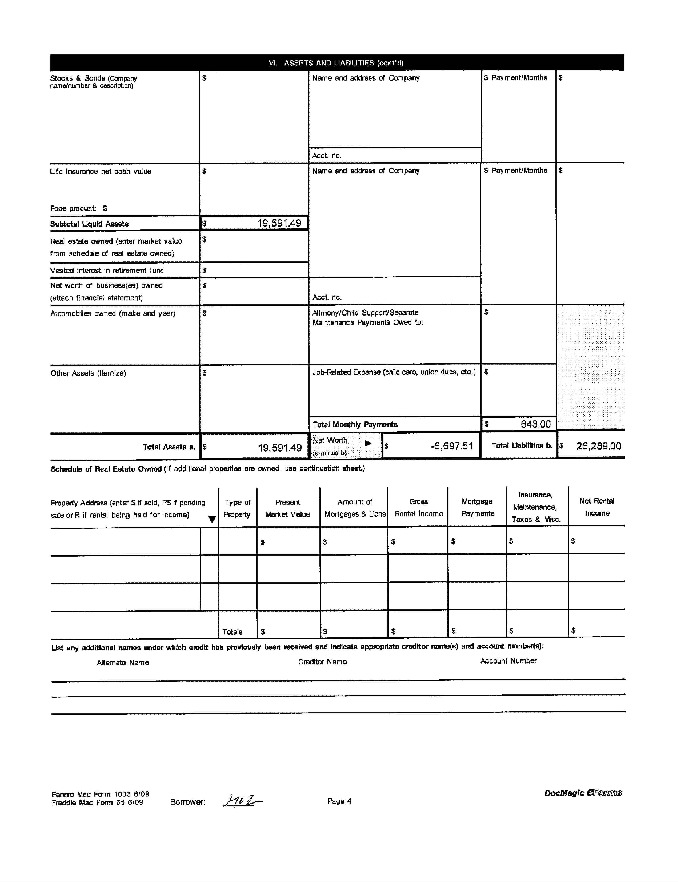 VI. ASSETS AND LIABILITIES (cont'd)
Stocks & Bonds (Company
name/number & description)
$
Name and address of Company
$ Payment/Months
$
Acct. no.
Life insurance net cash value
$
Name and address of Company
$ Payment/Months
$
Face amount: $
Subtotal Liquid Assets
$ 19,591.49
Real estate owned (enter market value
from schedule of real estate owned)
$
Vested interest in retirement fund
$
Net worth of business(es) owned
(attach financial statement)
$
Acct. no.
Automobiles owned (make and year)
$
Alimony/Child Support/Separate
Maintenance Payments Owed to:
$
Other Assets (itemize)
$
Job-Related Expense (child care, union dues, etc.)
$
Total Monthly Payments
$ 643.00
Total Assets a.
$ 19,591.49
Net Worth
(a minus b)
$ -6,697.51
Total Liabilities b.
$ 26,289.00
Schedule of Real Estate Owned (if additional properties are owned, use continuation sheet.)
Property Address (enter S if sold, PS if pending
sale or R if rental being held for income)
Type of
Property
Present
Market Value
Amount of
Mortgages & Liens
Gross
Rental Income
Mortgage
Payments
Insurance,
Maintenance,
Taxes & Misc.
Net Rental
Income
$ $ $ $ $ $
Totals $ $ $ $ $ $
List any additional names under which credit has previously been received and indicate appropriate creditor name(s) and account number(s):
Alternate Name Creditor Name Account Number
Fannie Mae Form 1003 6/09
Freddie Mac Form 65 6/09
Borrower:
Page 4
DocMagic